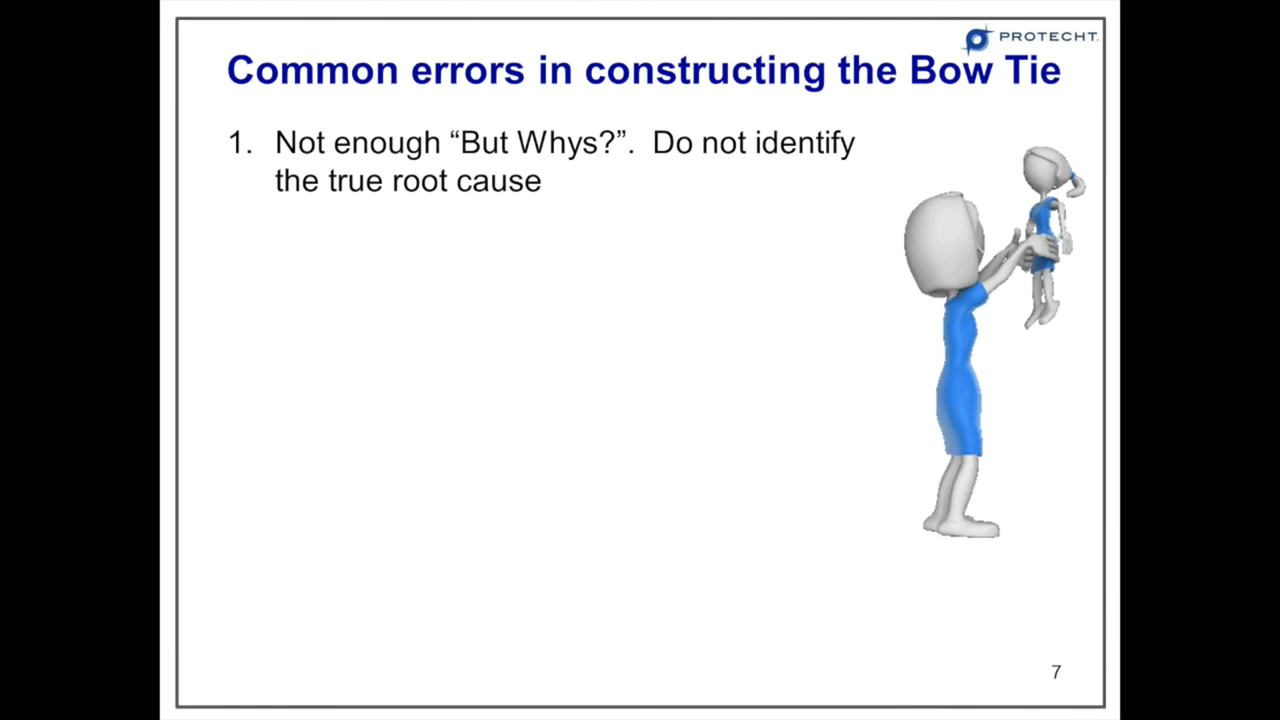 PROTECHT.
Common errors in constructing the Bow Tie
1. Not enough “But Whys?”. Do not identify
the true root cause
7